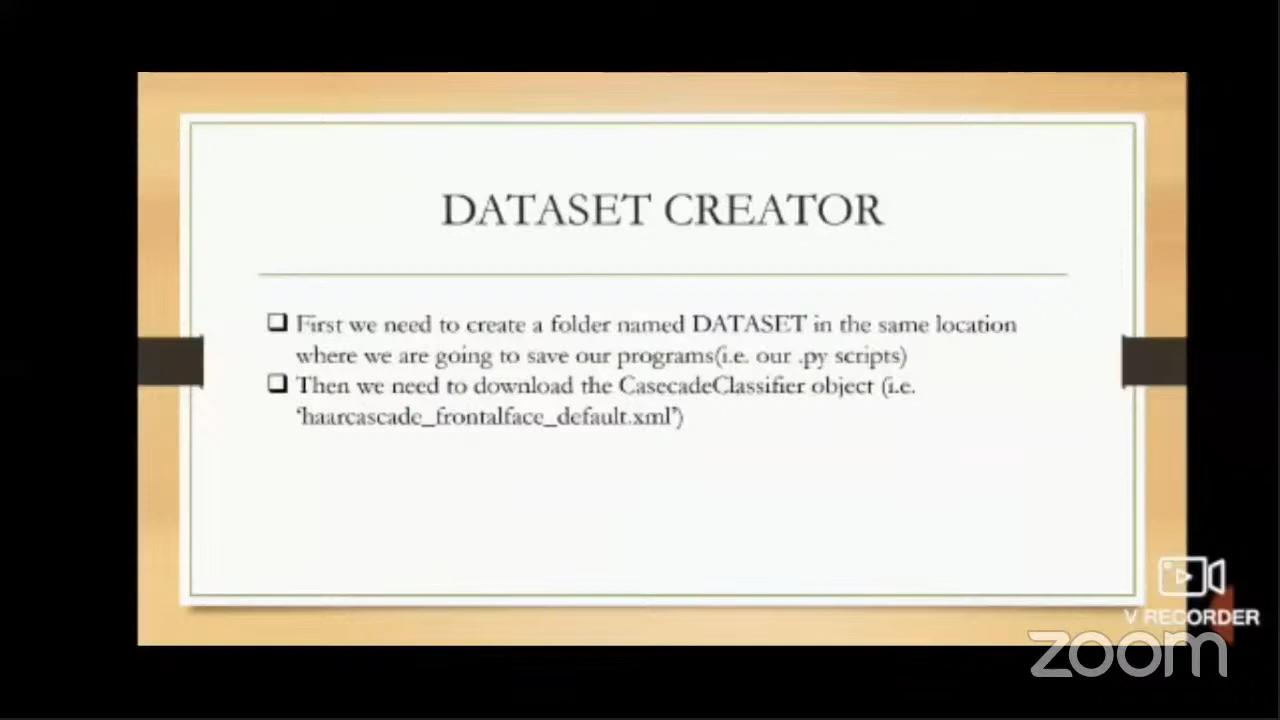 DATASET CREATOR
❑ First we need to create a folder named DATASET in the same location
where we are going to save our programs(i.e. our .py scripts)
❑ Then we need to download the CasecadeClassifier object (i.e.
‘haarcascade_frontalface_default.xml’)
V RECORDER
zoom